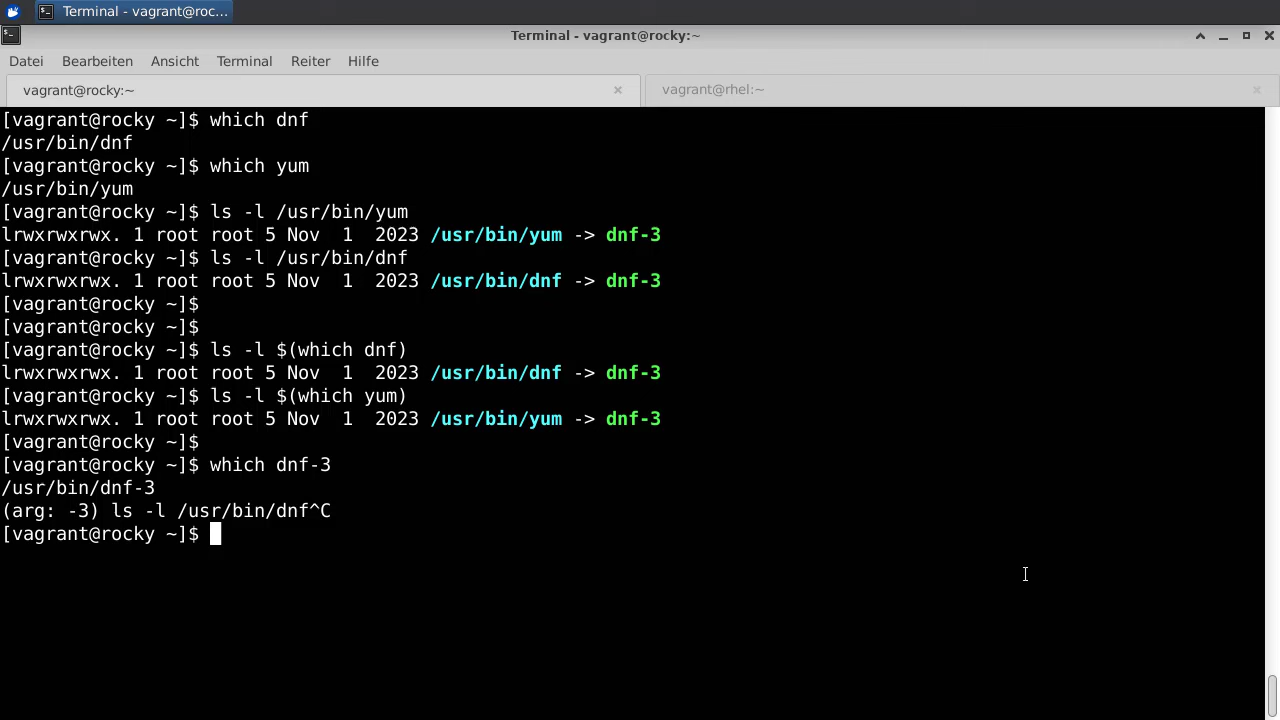 Terminal - vagrant@roc...
Terminal - vagrant@rocky:~
Datei Bearbeiten Ansicht Terminal Reiter Hilfe
vagrant@rocky:~ vagrant@rhel:~
[vagrant@rocky ~]$ which dnf
/usr/bin/dnf
[vagrant@rocky ~]$ which yum
/usr/bin/yum
[vagrant@rocky ~]$ ls -l /usr/bin/yum
lrwxrwxrwx. 1 root root 5 Nov  1  2023 /usr/bin/yum -> dnf-3
[vagrant@rocky ~]$ ls -l /usr/bin/dnf
lrwxrwxrwx. 1 root root 5 Nov  1  2023 /usr/bin/dnf -> dnf-3
[vagrant@rocky ~]$
[vagrant@rocky ~]$
[vagrant@rocky ~]$ ls -l $(which dnf)
lrwxrwxrwx. 1 root root 5 Nov  1  2023 /usr/bin/dnf -> dnf-3
[vagrant@rocky ~]$ ls -l $(which yum)
lrwxrwxrwx. 1 root root 5 Nov  1  2023 /usr/bin/yum -> dnf-3
[vagrant@rocky ~]$
[vagrant@rocky ~]$ which dnf-3
/usr/bin/dnf-3
(arg: -3) ls -l /usr/bin/dnf^C
[vagrant@rocky ~]$